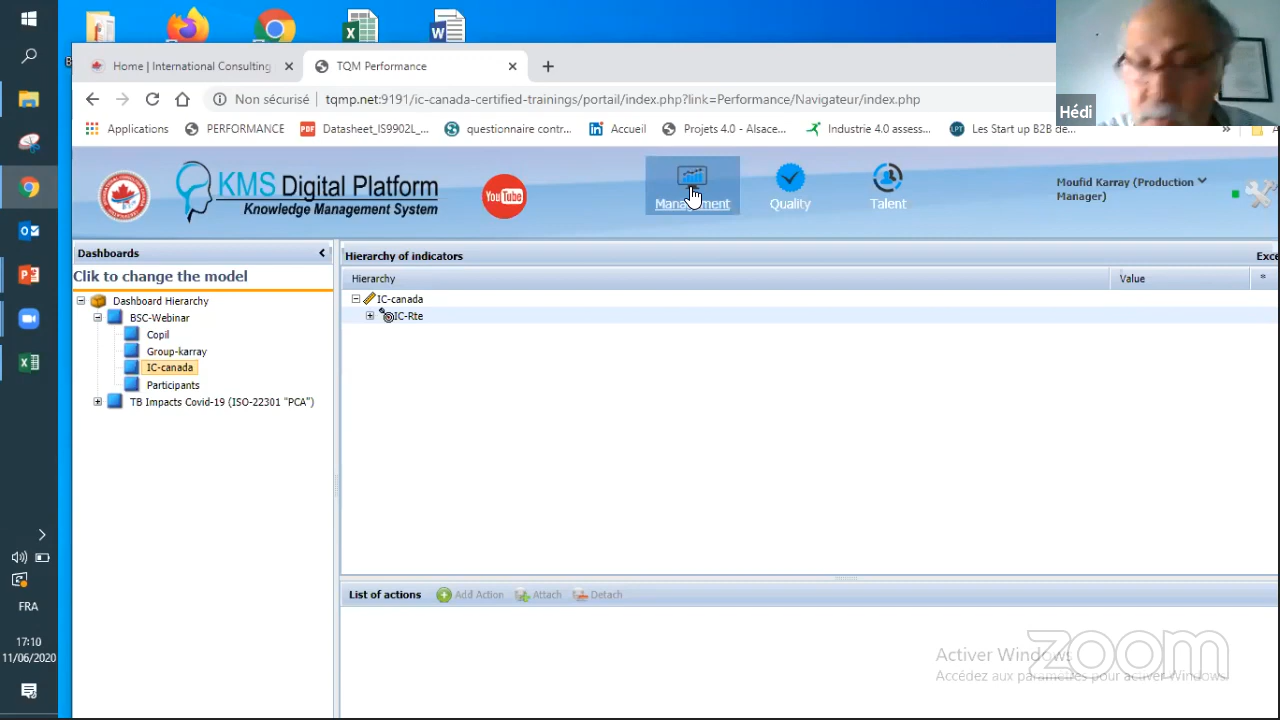 Home | International Consulting
TQM Performance
Non sécurisé
tqmp.net:9191/ic-canada-certified-trainings/portail/index.php?link=Performance/Navigateur/index.php
Hédi
Applications
PERFORMANCE
PDF
Datasheet_IS9902L_...
questionnaire contr...
Accueil
Projets 4.0 - Alsace...
Industrie 4.0 assess...
LPT
Les Start up B2B de...
KMS Digital Platform
Knowledge Management System
YouTube
Management
Quality
Talent
Moufid Karray (Production
Manager)
Dashboards
Clik to change the model
Dashboard Hierarchy
BSC-Webinar
Copil
Group-karray
IC-canada
Participants
TB Impacts Covid-19 (ISO-22301 "PCA")
Hierarchy of indicators
Exce
Hierarchy
Value
*
IC-canada
IC-Rte
List of actions
Add Action
Attach
Detach
FRA
17:10
11/06/2020
zoom
Activer Windows
Accédez aux paramètres pour activer Windows.